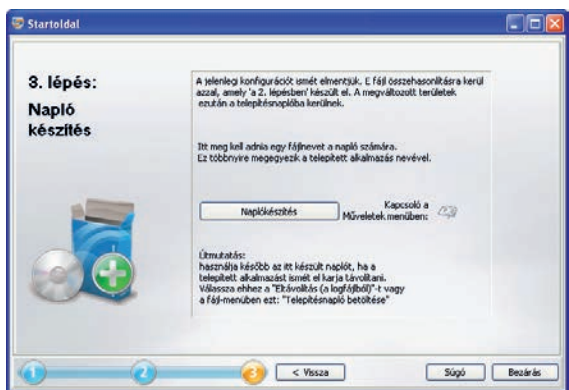 Startoldal
3. lépés:
Napló
készítés
A jelenlegi konfigurációt ismét elmentjük. E fájl összehasonlításra kerül
azzal, amely 'a 2. lépésben' készült el. A megváltozott területek
ezután a telepítésnaplóba kerülnek.
Itt meg kell adnia egy fájlnevet a napló számára.
Ez többnyire megegyezik a telepített alkalmazás nevével.
Naplókészítés
Kapcsoló a
Műveletek menüben:
Útmutatás:
használja később az itt készült naplót, ha a
telepített alkalmazást ismét el karja távolítani.
Válassza ehhez a "Eltávolítás (a logfájlból)"-t vagy
a fájl-menüben ezt: "Telepítésnapló betöltése"
1
2
3
< Vissza
Súgó
Bezárás